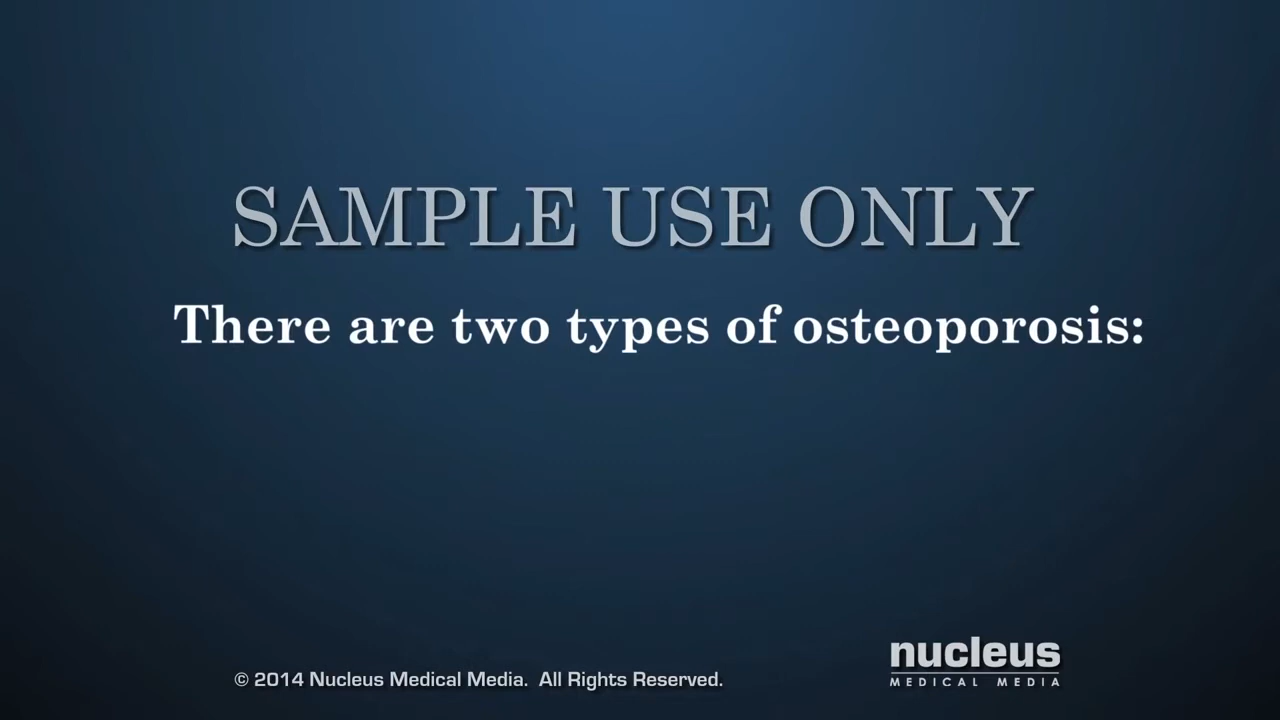 SAMPLE USE ONLY
There are two types of osteoporosis:
© 2014 Nucleus Medical Media. All Rights Reserved.
nucleus
MEDICAL MEDIA